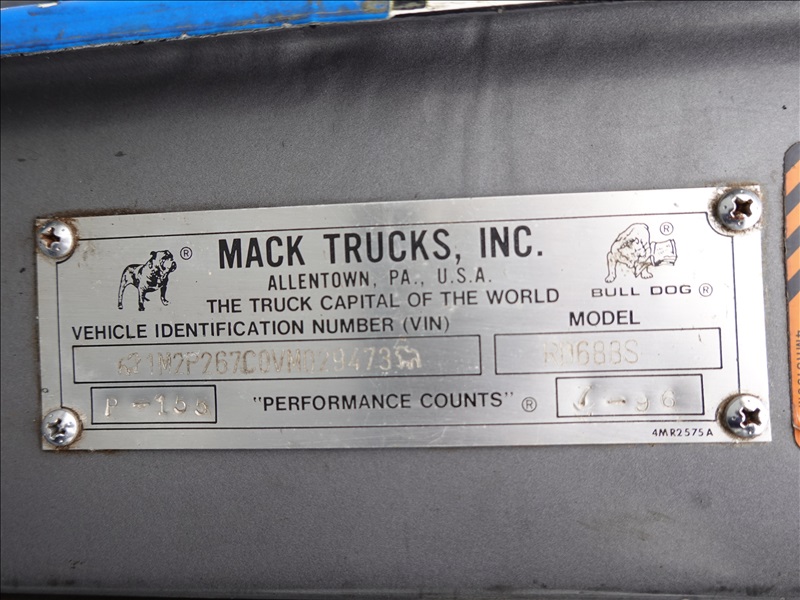 MACK TRUCKS, INC.
ALLENTOWN, PA., U.S.A.
THE TRUCK CAPITAL OF THE WORLD
BULL DOG ®
VEHICLE IDENTIFICATION NUMBER (VIN)
MODEL
RD688S
"PERFORMANCE COUNTS" ®
4MR2575A